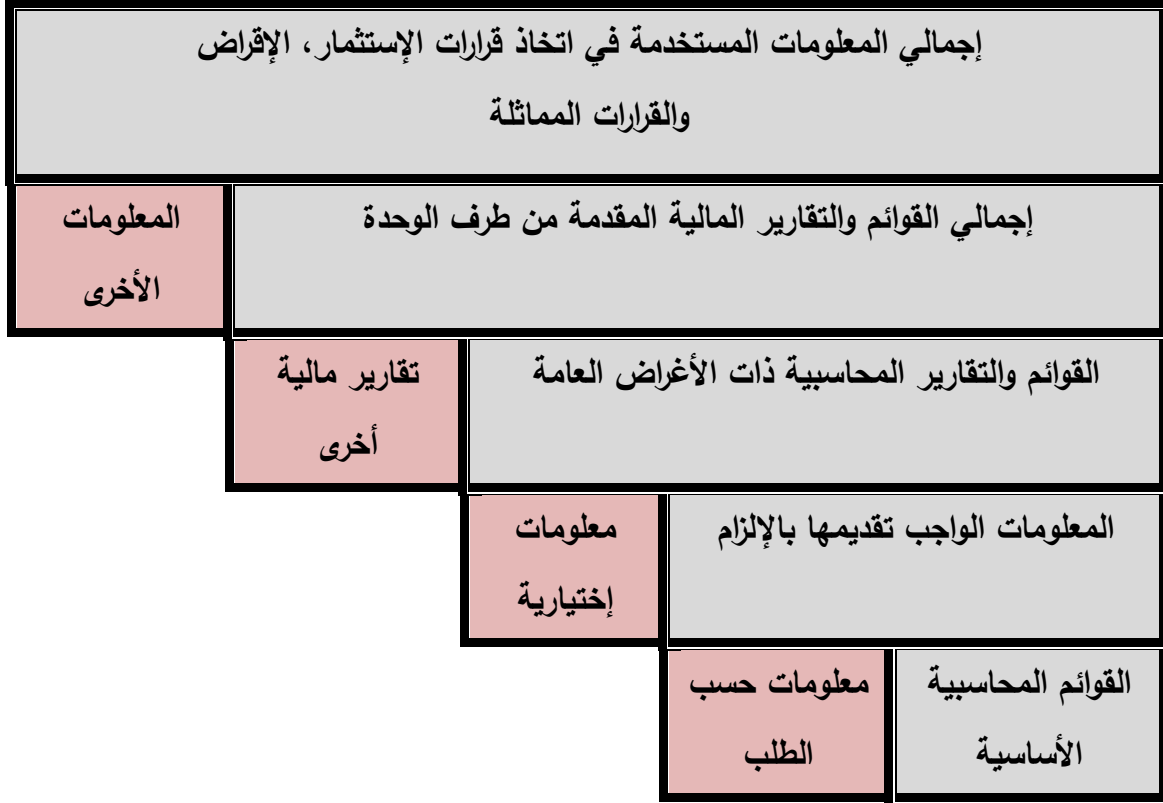 إجمالي المعلومات المستخدمة في اتخاذ قرارات الإستثمار، الإقراض
والقرارات المماثلة
إجمالي القوائم والتقارير المالية المقدمة من طرف الوحدة
المعلومات
الأخرى
القوائم والتقارير المحاسبية ذات الأغراض العامة
تقارير مالية
أخرى
المعلومات الواجب تقديمها بالإلزام
معلومات
إختيارية
القوائم المحاسبية
الأساسية
معلومات حسب
الطلب